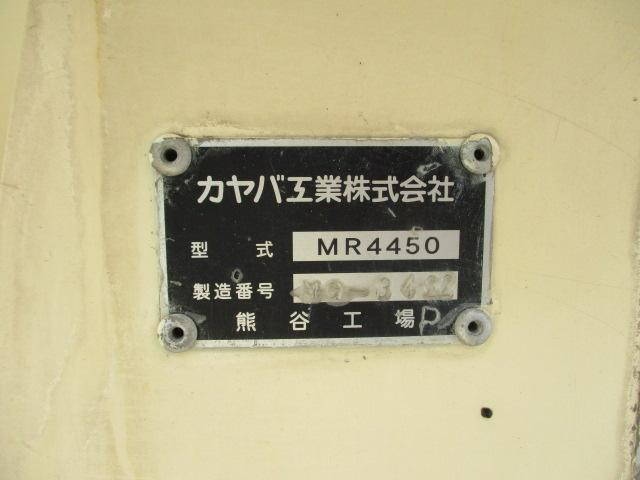 カヤバ工業株式会社
型式 MR4450
製造番号
熊谷工場